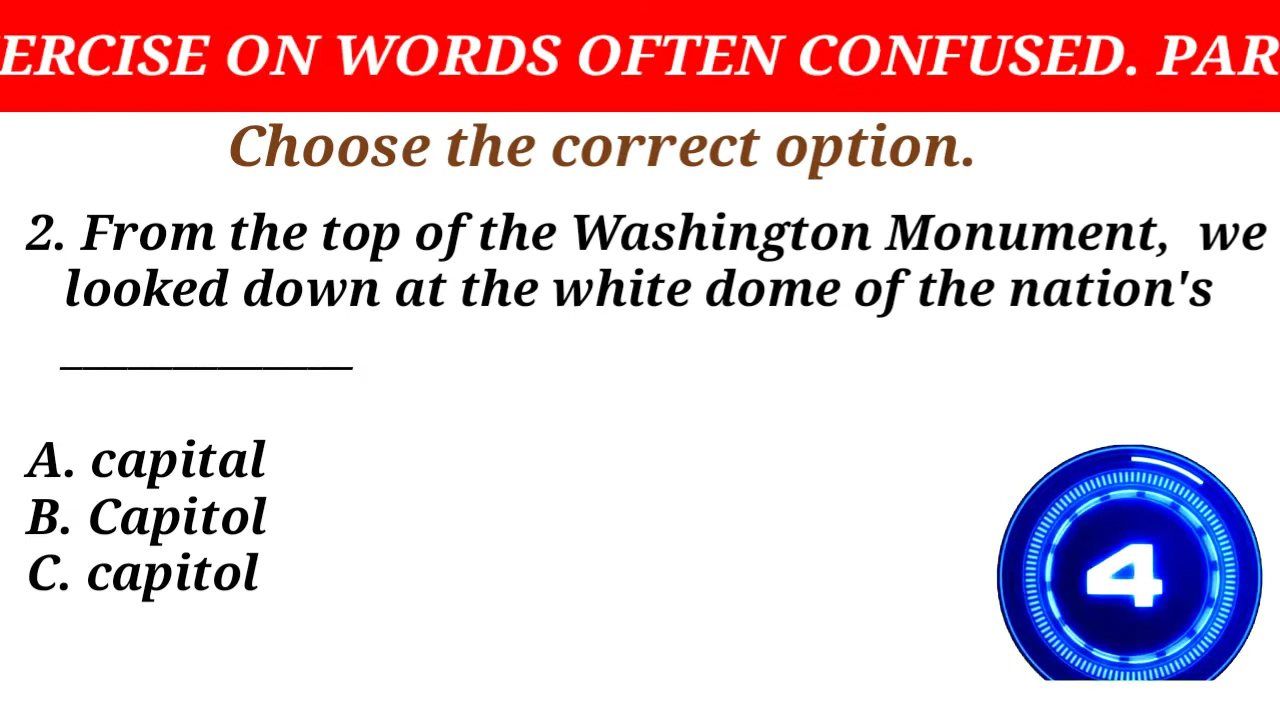 ERCISE ON WORDS OFTEN CONFUSED. PAR
Choose the correct option.
2. From the top of the Washington Monument, we
looked down at the white dome of the nation's
_____________
A. capital
B. Capitol
C. capitol
4